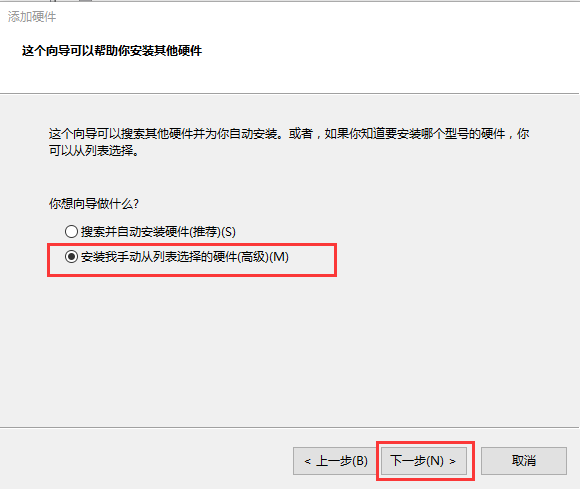 添加硬件
这个向导可以帮助你安装其他硬件
这个向导可以搜索其他硬件并为你自动安装。或者，如果你知道要安装哪个型号的硬件，你
可以从列表选择。
你想向导做什么?
搜索并自动安装硬件(推荐)(S)
安装我手动从列表选择的硬件(高级)(M)
< 上一步(B) 下一步(N) > 取消